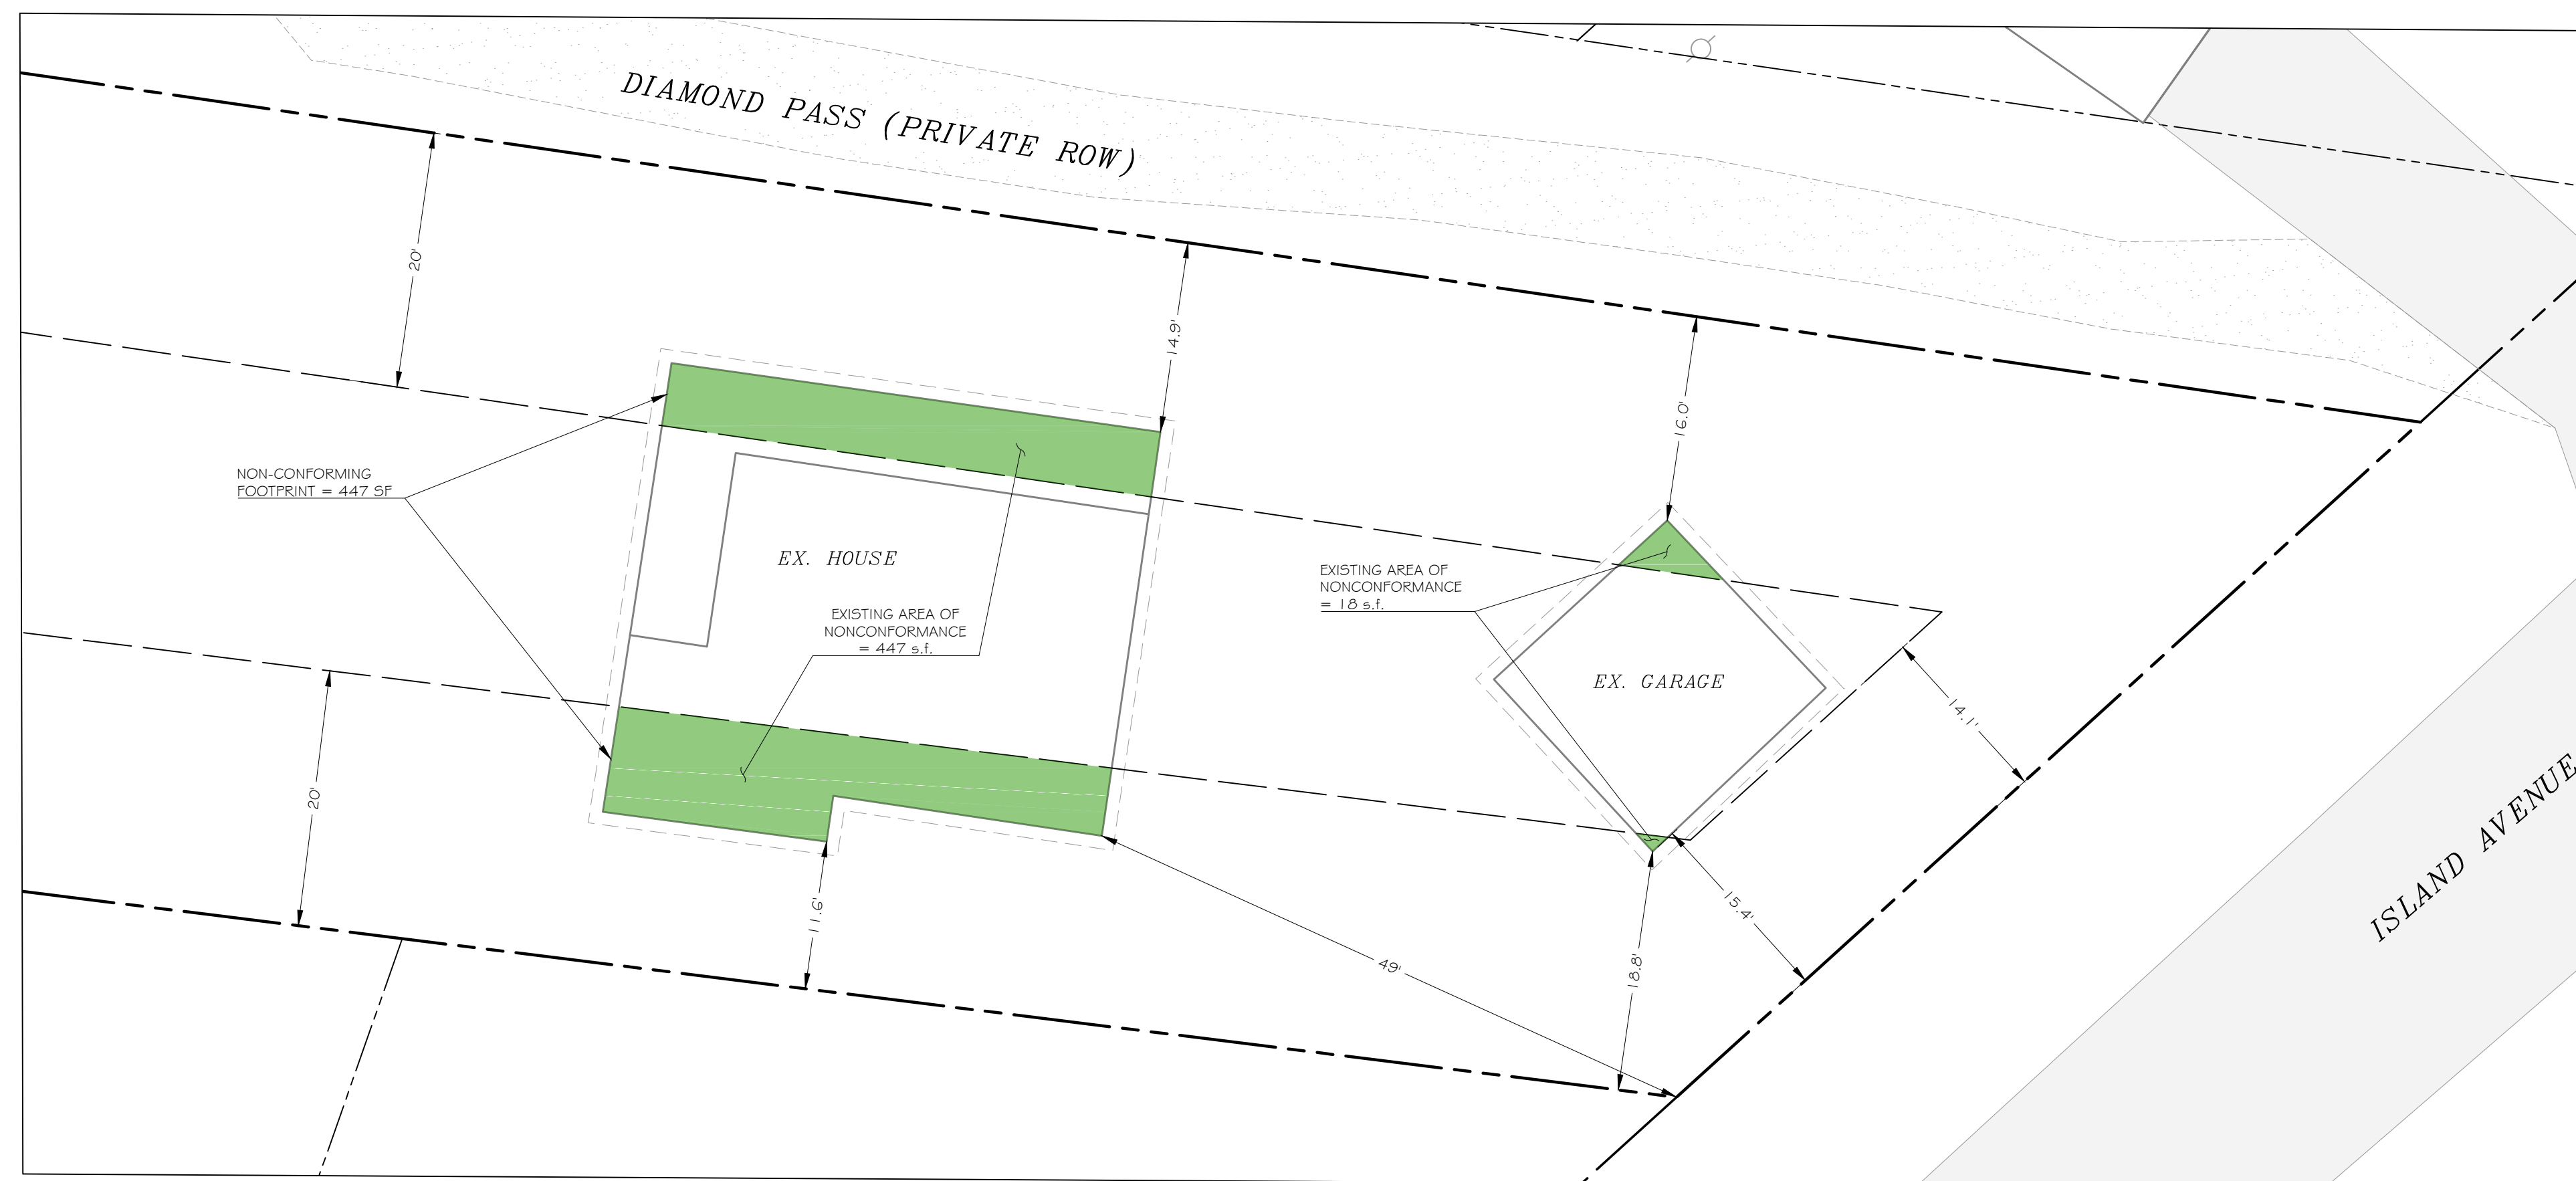 DIAMOND PASS (PRIVATE ROW)
20'
14.9'
16.0'
NON-CONFORMING
FOOTPRINT = 447 SF
EX. HOUSE
EXISTING AREA OF
NONCONFORMANCE
= 447 s.f.
EXISTING AREA OF
NONCONFORMANCE
= 18 s.f.
EX. GARAGE
14.1'
20'
11.6'
49'
18.8'
15.4'
ISLAND AVENUE